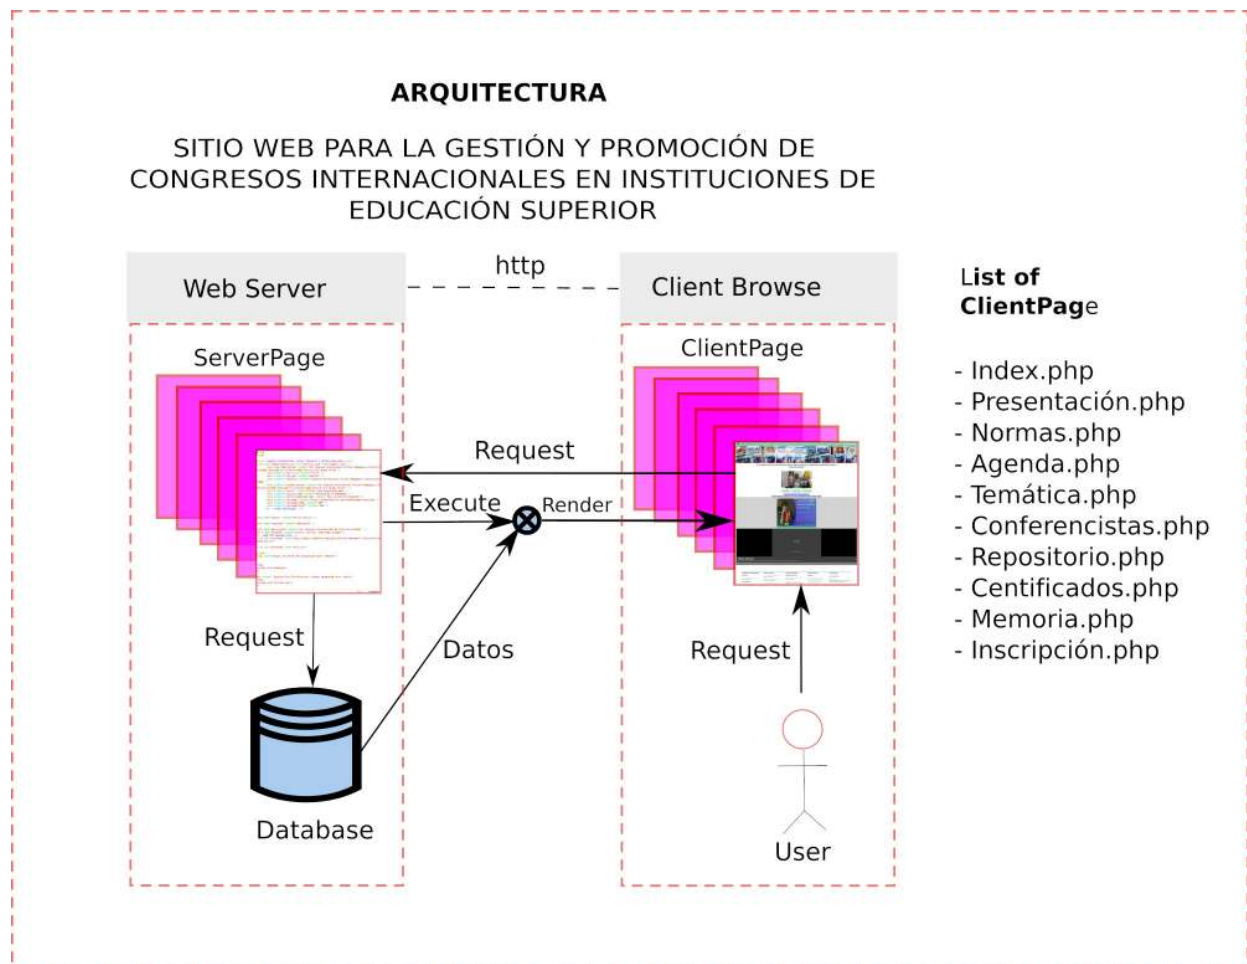 ARQUITECTURA
SITIO WEB PARA LA GESTIÓN Y PROMOCIÓN DE
CONGRESOS INTERNACIONALES EN INSTITUCIONES DE
EDUCACIÓN SUPERIOR
Web Server
http
Client Browse
ServerPage
ClientPage
Request
Execute
Render
Request
Datos
Request
Database
User
List of
ClientPage
- Index.php
- Presentación.php
- Normas.php
- Agenda.php
- Temática.php
- Conferencistas.php
- Repositorio.php
- Centificados.php
- Memoria.php
- Inscripción.php